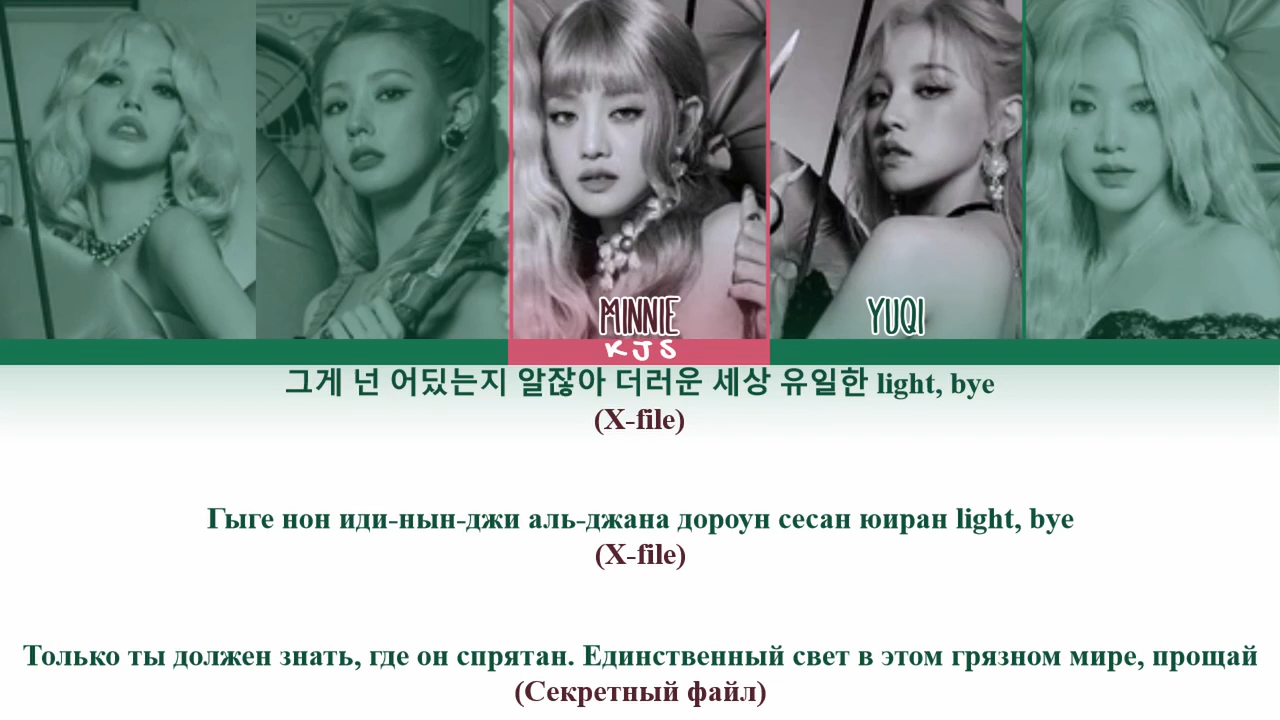 MINNIE
YUQI
KJS
그게 넌 어딨는지 알잖아 더러운 세상 유일한 light, bye
(X-file)
Гыге нон иди-нын-джи аль-джана дороун сесан юиран light, bye
(X-file)
Только ты должен знать, где он спрятан. Единственный свет в этом грязном мире, прощай
(Секретный файл)